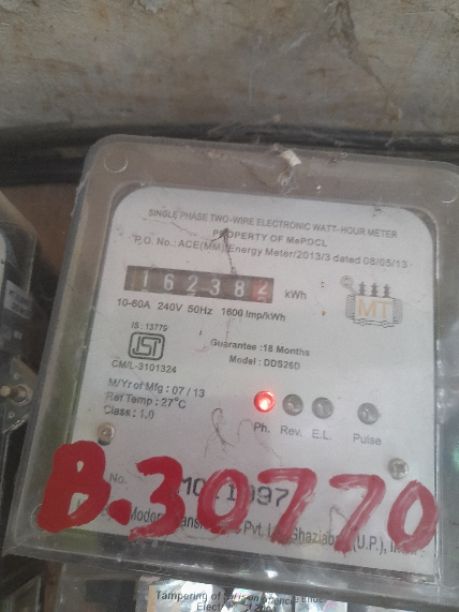 SINGLE PHASE TWO-WIRE ELECTRONIC WATT-HOUR METER
PROPERTY OF MePDCL
P.O. No.: ACE(MM)/Energy Meter/2013/3 dated 08/05/13
16238 kWh
10-60A 240V 50Hz 1600 Imp/kWh
MT
IS : 13779
ISI
CM/L-3101324
Guarantee :18 Months
Model : DDS26D
M/Yr of Mfg : 07 / 13
Ref Temp : 27°C
Class : 1.0
Ph. Rev. E.L. Pulse
No.
B.30770
Modern Pvt. Ghaziabad (U.P.),
Tampering of